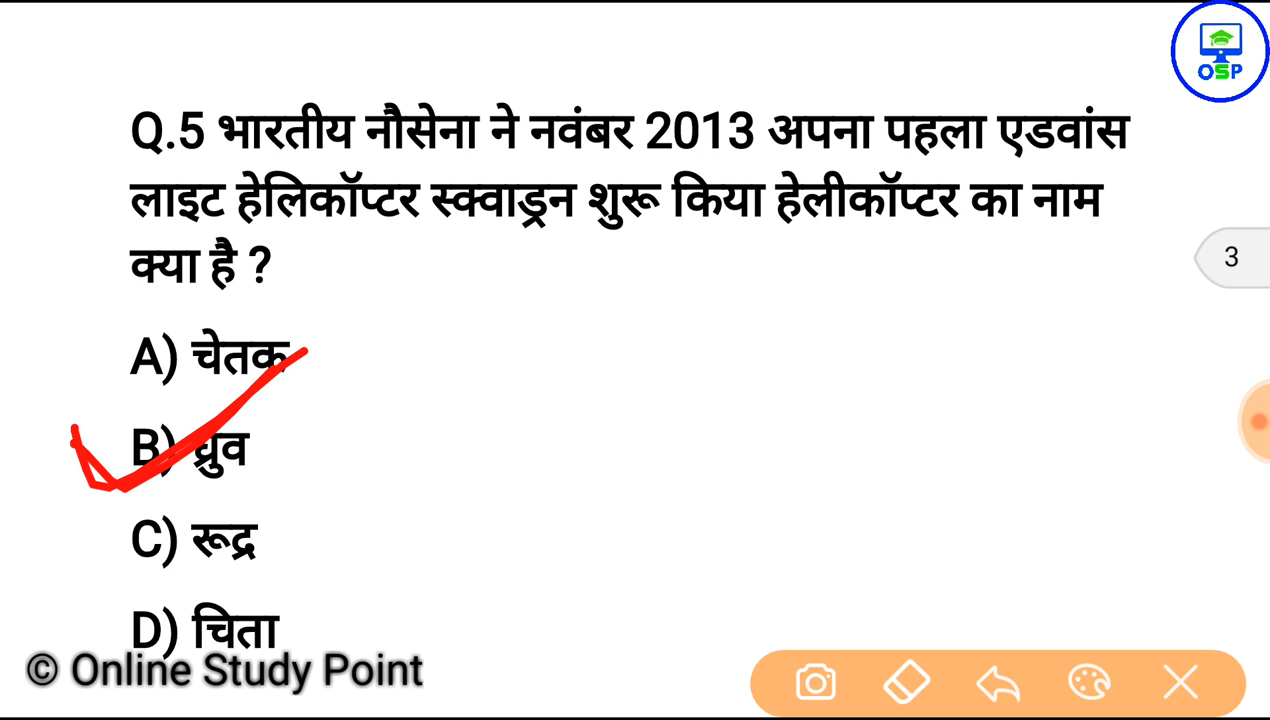 OSP
Q.5 भारतीय नौसेना ने नवंबर 2013 अपना पहला एडवांस
लाइट हेलिकॉप्टर स्क्वाड्रन शुरू किया हेलीकॉप्टर का नाम
क्या है ?
3
A) चेतक
B) ध्रुव
C) रूद्र
D) चिता
© Online Study Point